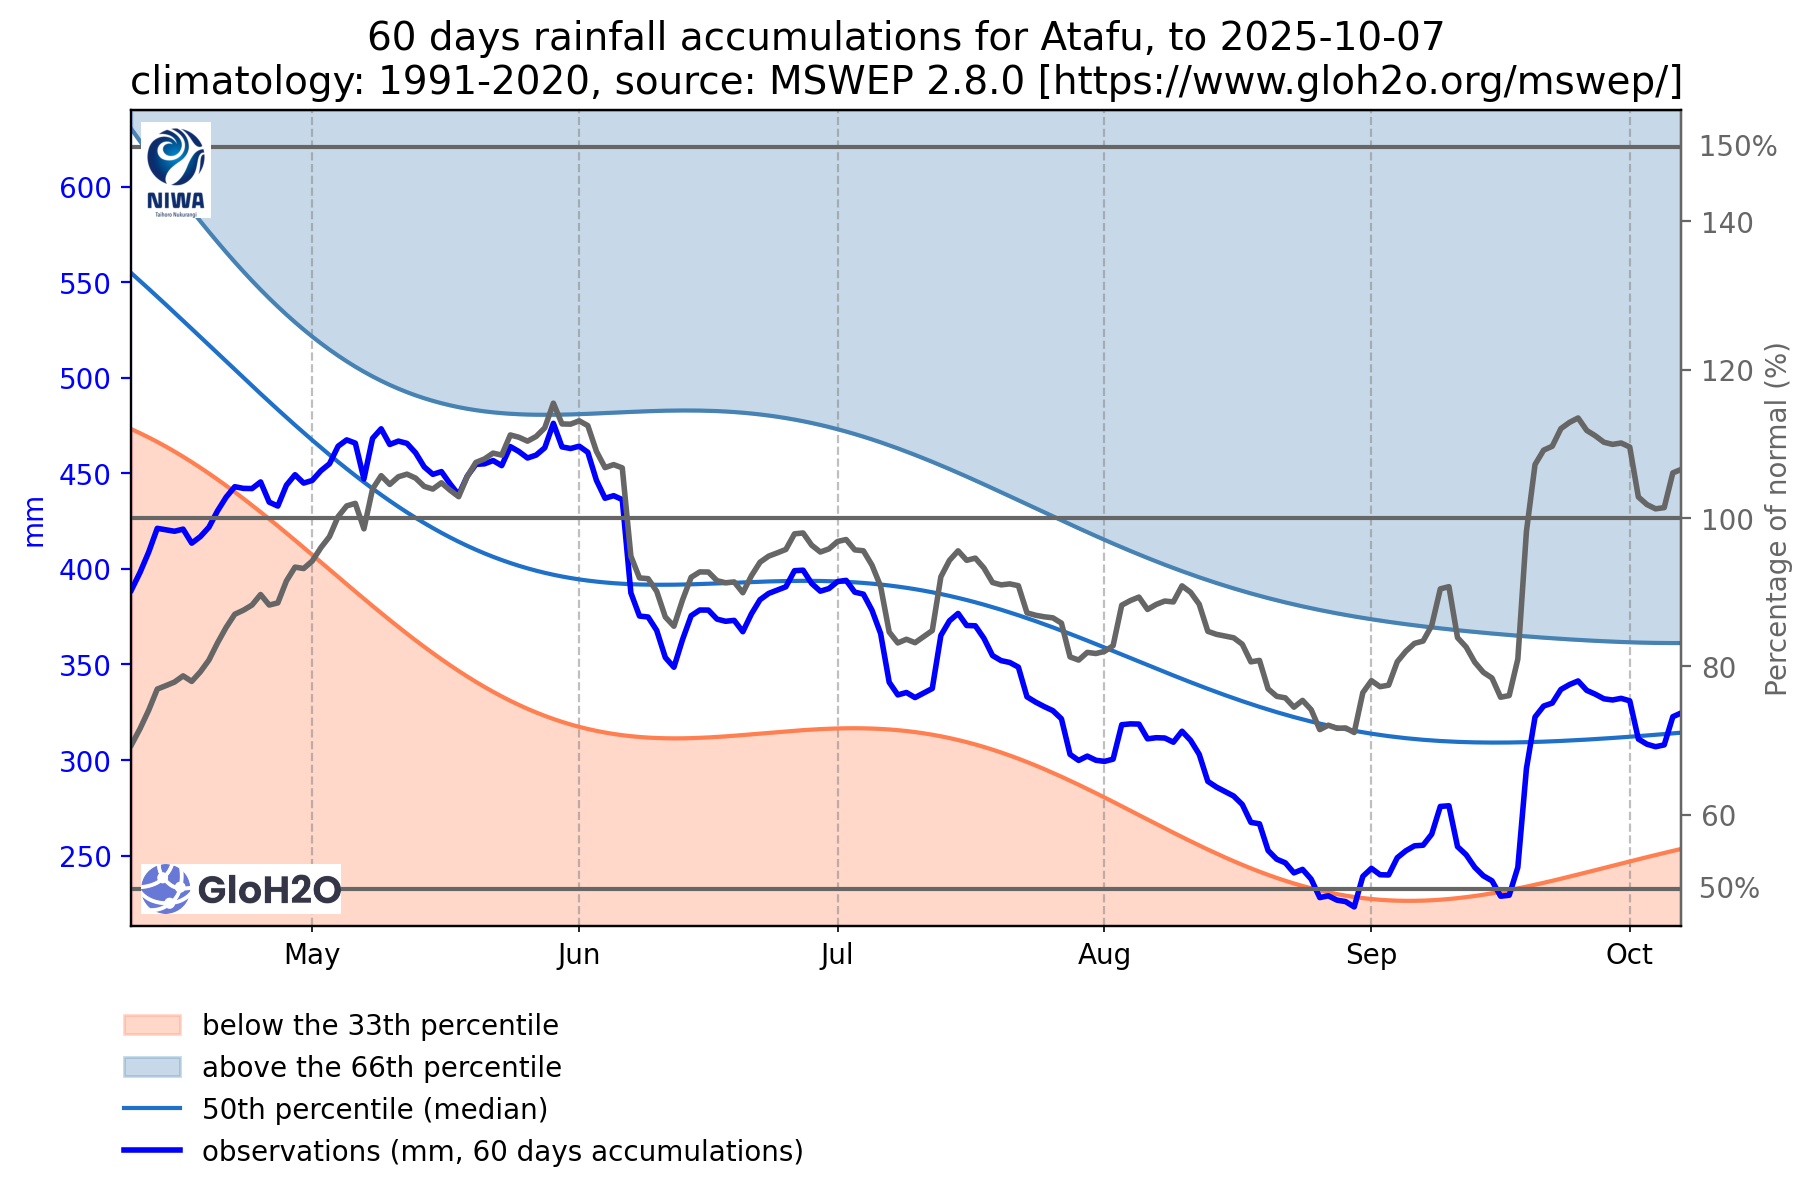 60 days rainfall accumulations for Atafu, to 2025-10-07
climatology: 1991-2020, source: MSWEP 2.8.0 [https://www.gloh2o.org/mswep/]
NIWA
Taihoro Nukurangi
600
550
500
450
400
350
300
250
mm
150%
140
120
100
80
60
50%
Percentage of normal (%)
GloH2O
May
Jun
Jul
Aug
Sep
Oct
below the 33th percentile
above the 66th percentile
50th percentile (median)
observations (mm, 60 days accumulations)